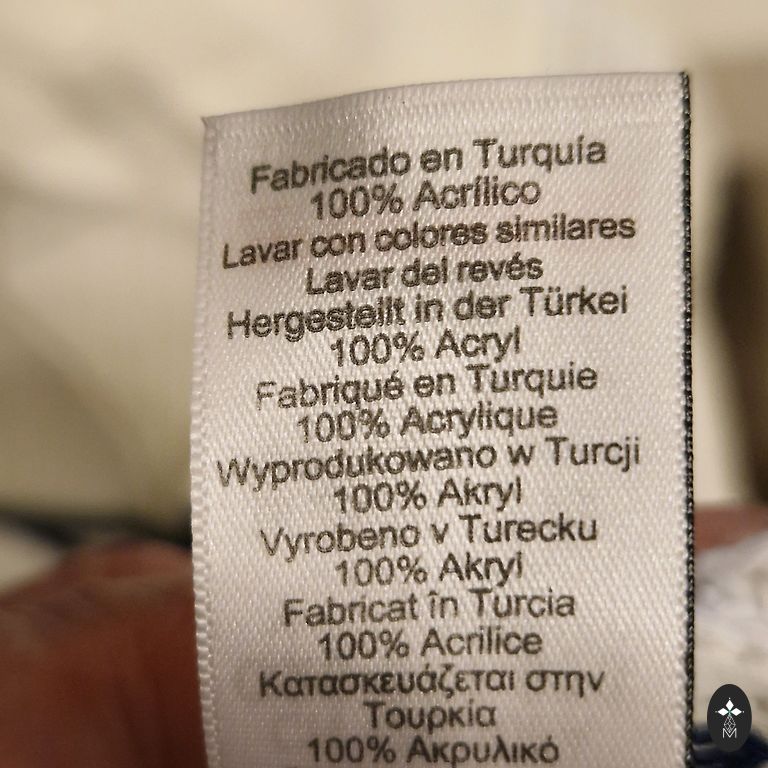 Fabricado en Turquía
100% Acrílico
Lavar con colores similares
Lavar del revés
Hergestellt in der Türkei
100% Acryl
Fabriqué en Turquie
100% Acrylique
Wyprodukowano w Turcji
100% Akryl
Vyrobeno v Turecku
100% Akryl
Fabricat în Turcia
100% Acrilice
Κατασκευάζεται στην
Τουρκία
100% Ακρυλικό
M